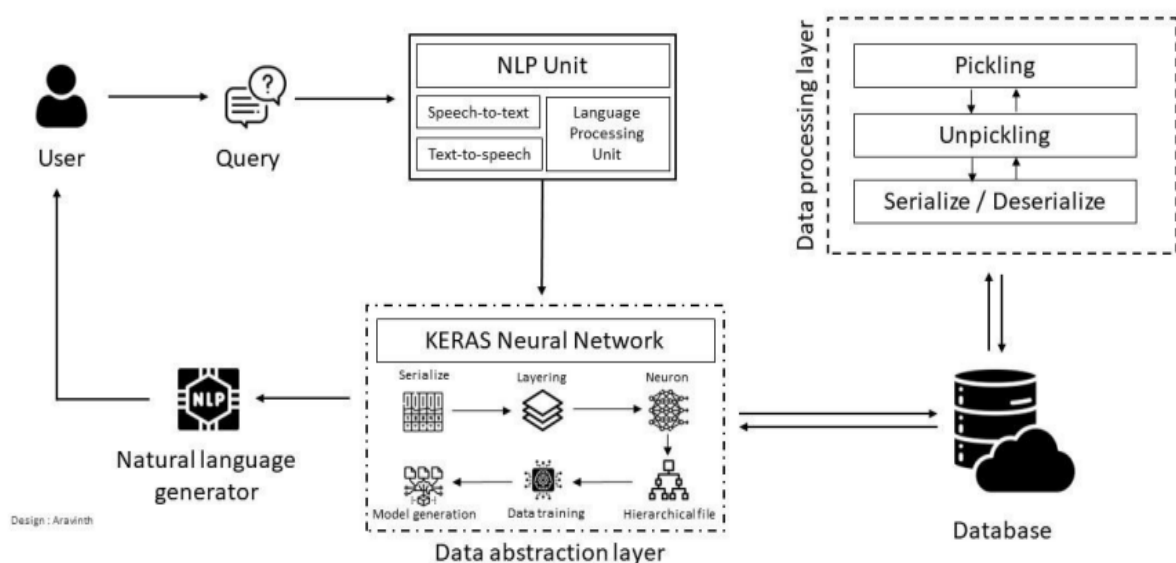 User
Query
NLP Unit
Speech-to-text
Text-to-speech
Language
Processing
Unit
Data processing layer
Pickling
Unpickling
Serialize / Deserialize
KERAS Neural Network
Serialize
Layering
Neuron
Model generation
Data training
Hierarchical file
Data abstraction layer
NLP
Natural language
generator
Database
Design : Aravinth